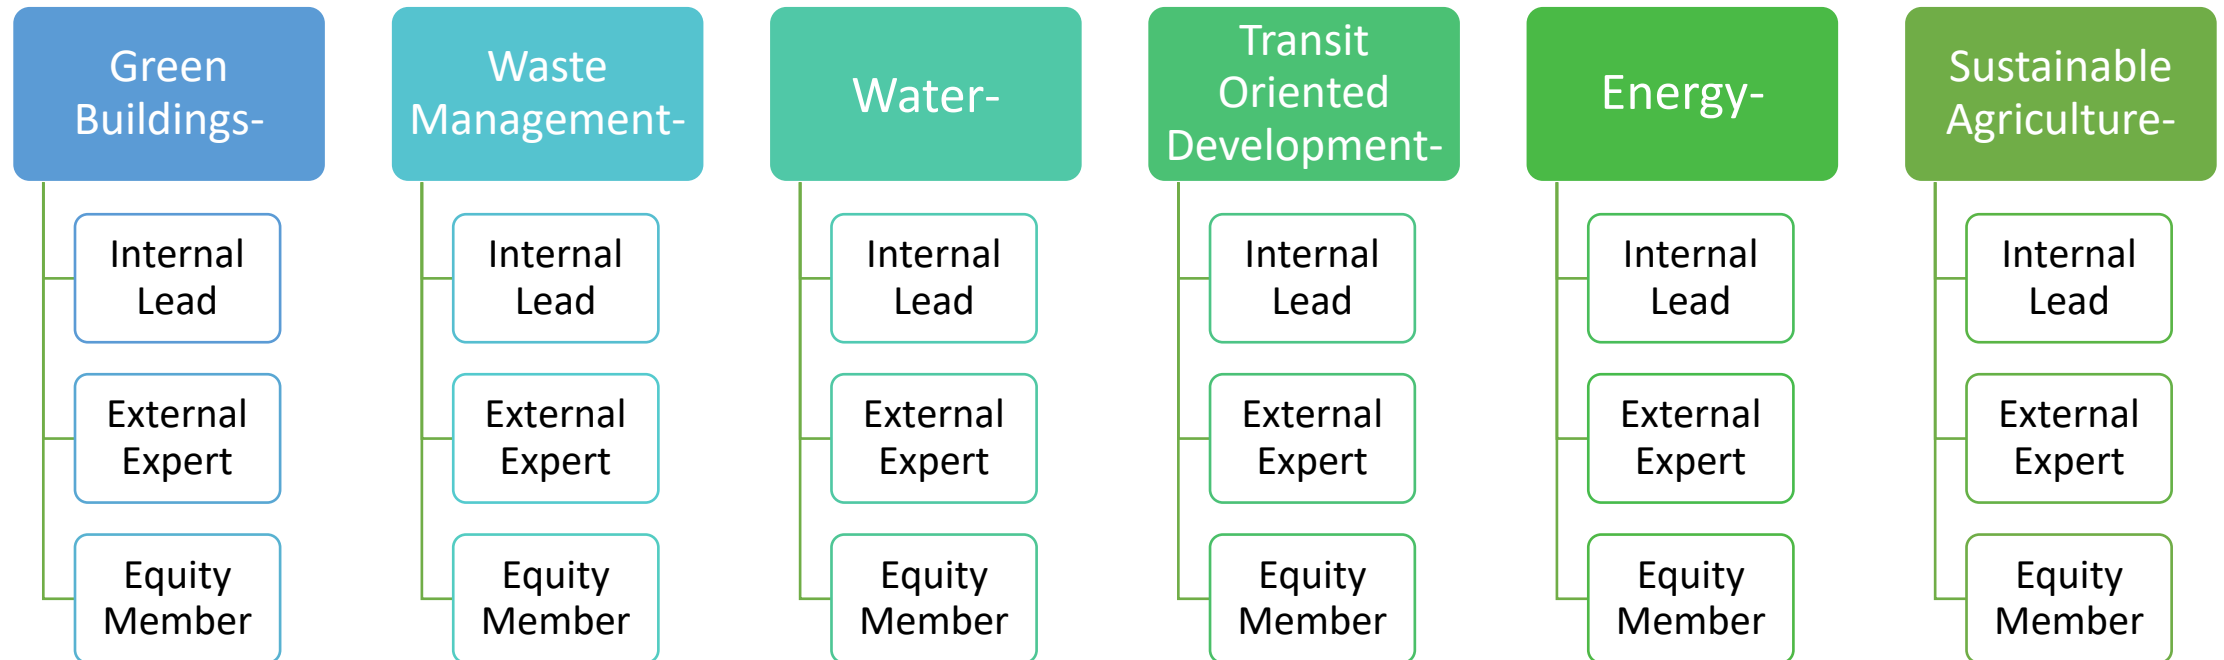 Green
Buildings-
Internal
Lead
External
Expert
Equity
Member
Waste
Management-
Internal
Lead
External
Expert
Equity
Member
Water-
Internal
Lead
External
Expert
Equity
Member
Transit
Oriented
Development-
Internal
Lead
External
Expert
Equity
Member
Energy-
Internal
Lead
External
Expert
Equity
Member
Sustainable
Agriculture-
Internal
Lead
External
Expert
Equity
Member